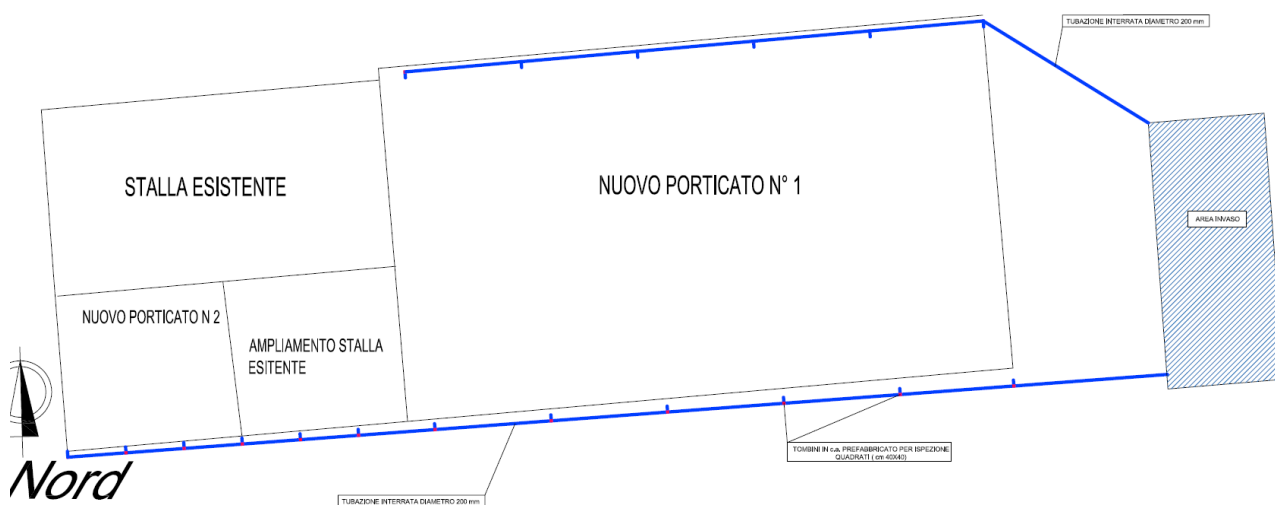 TUBAZIONE INTERRATA DIAMETRO 200 mm
STALLA ESISTENTE
NUOVO PORTICATO N° 1
AREA INVASO
NUOVO PORTICATO N 2
AMPLIAMENTO STALLA
ESITENTE
TOMBINI IN c.a. PREFABBRICATO PER ISPEZIONE
QUADRATI ( cm 40X40)
Nord
TUBAZIONE INTERRATA DIAMETRO 200 mm